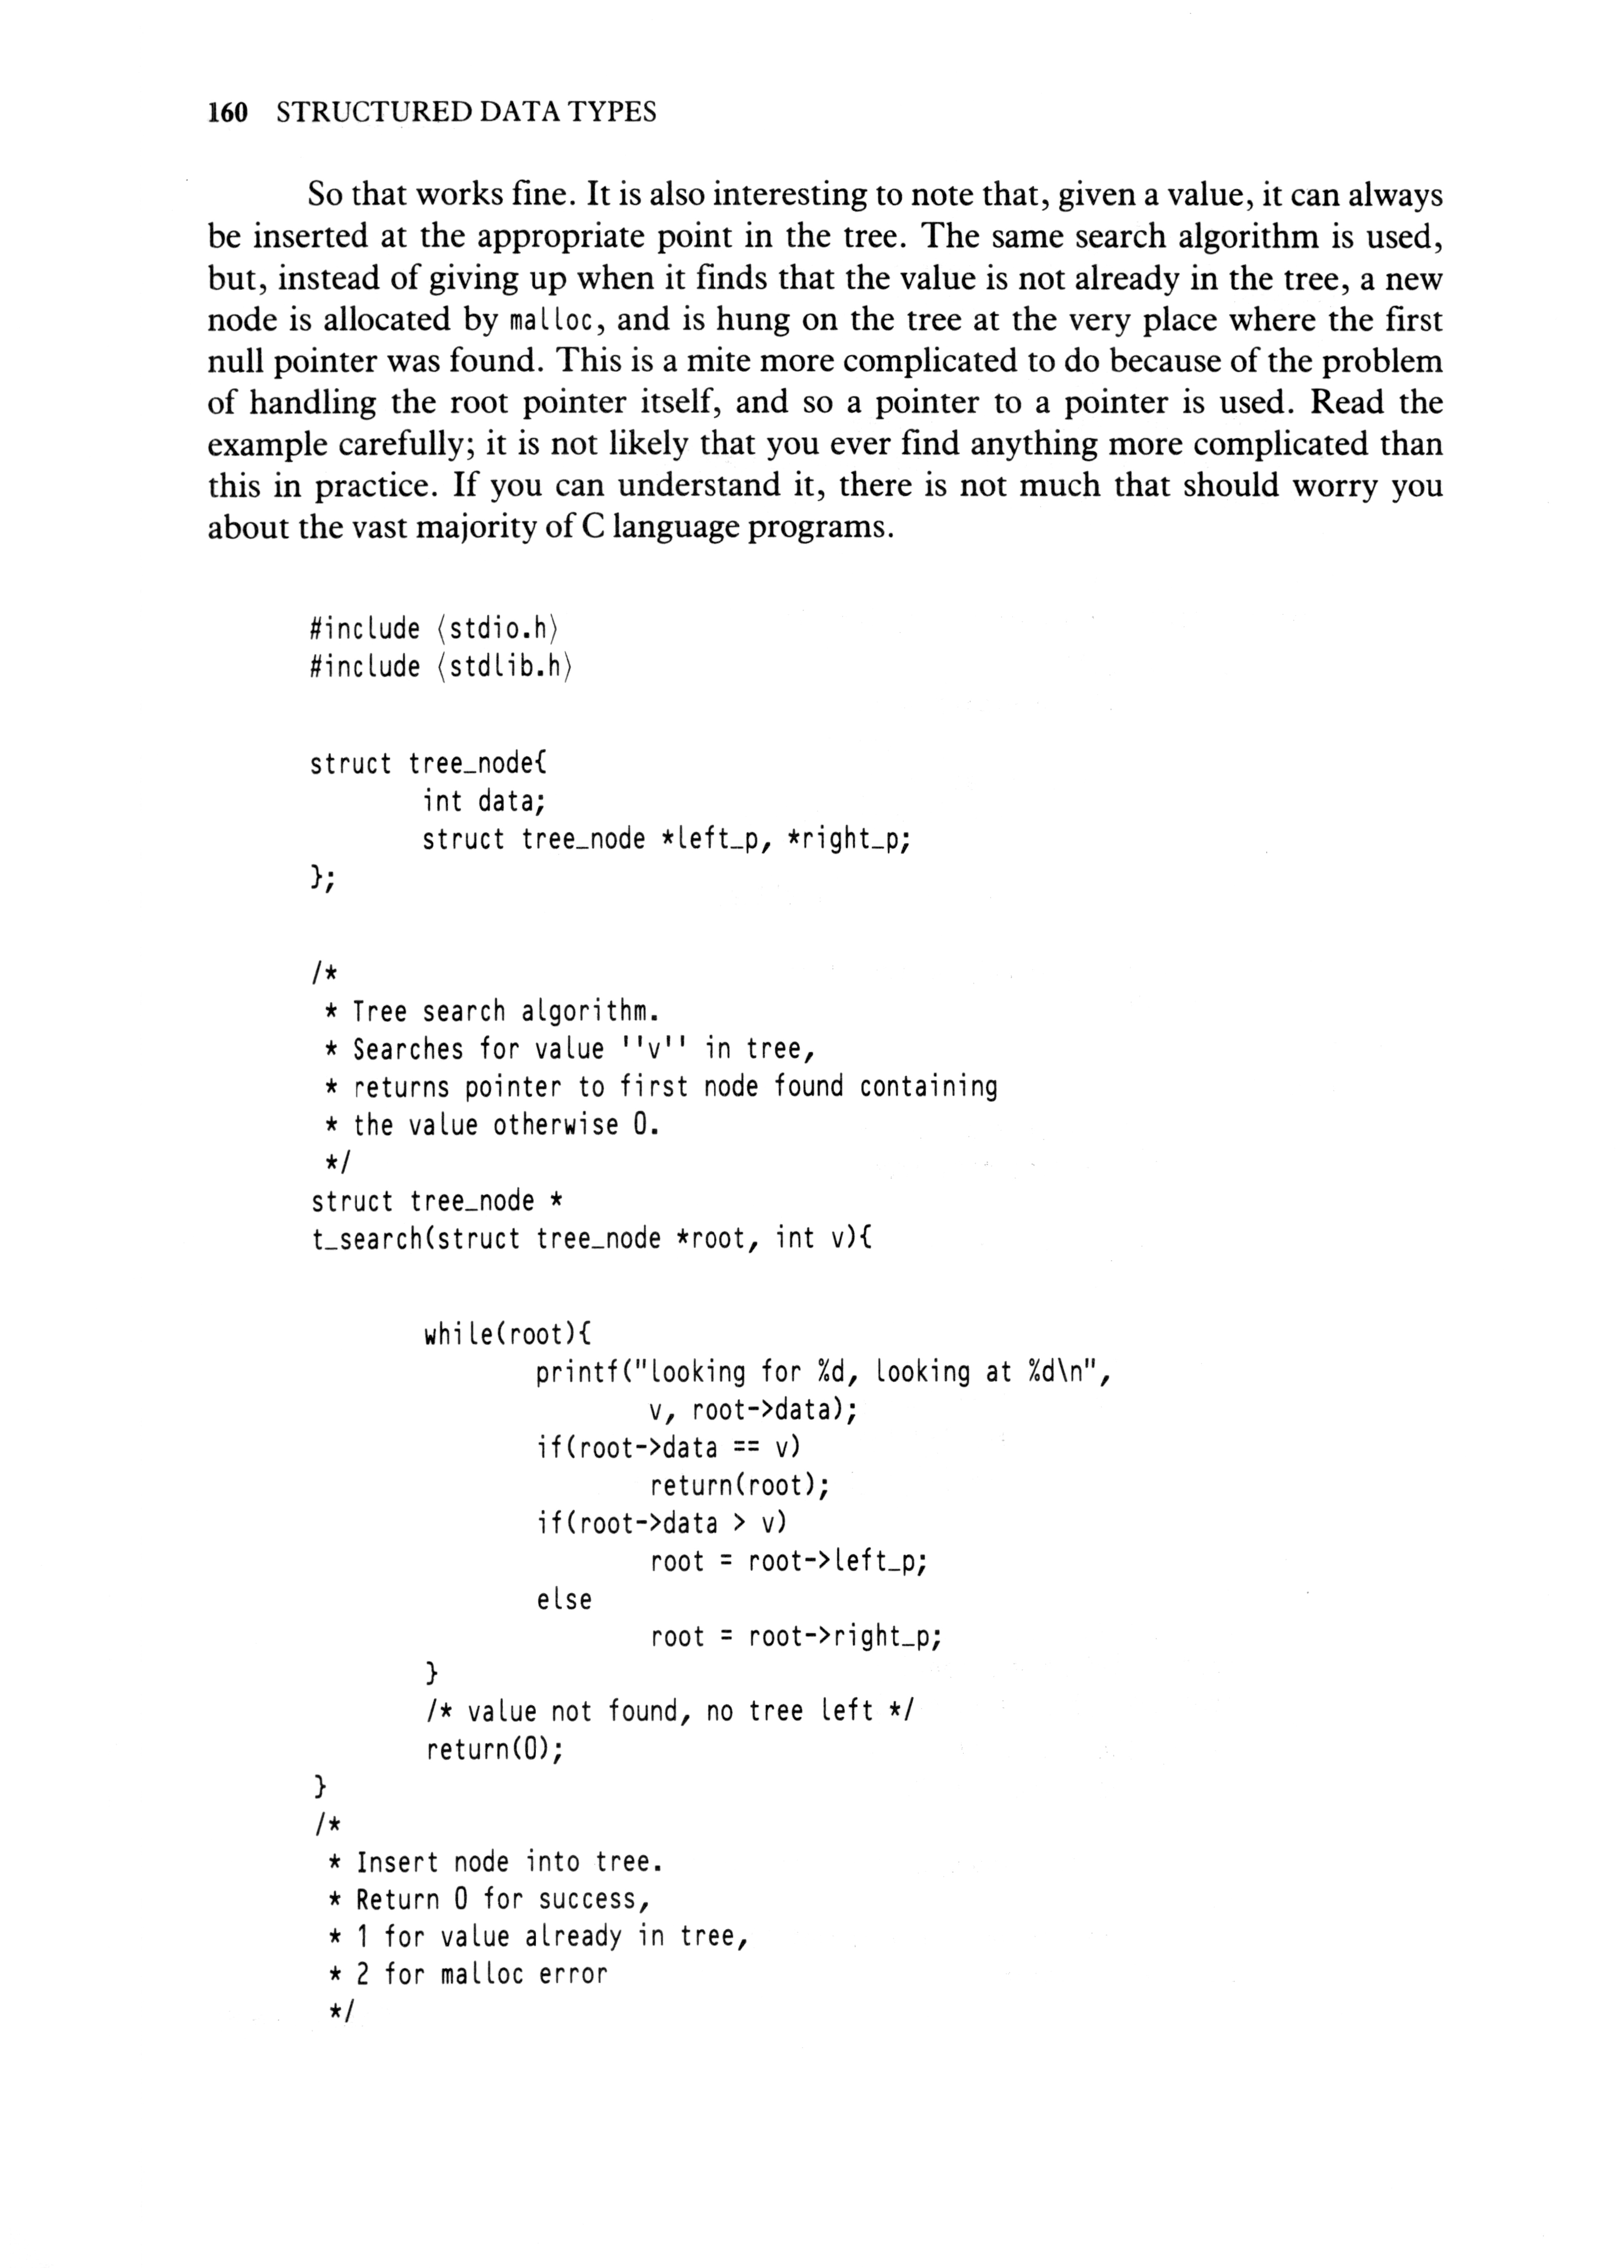 160 STRUCTURED DATA TYPES
So that works fine. It is also interesting to note that, given a value, it can always
be inserted at the appropriate point in the tree. The same search algorithm is used,
but, instead of giving up when it finds that the value is not already in the tree, a new
node is allocated by malloc, and is hung on the tree at the very place where the first
null pointer was found. This is a mite more complicated to do because of the problem
of handling the root pointer itself, and so a pointer to a pointer is used. Read the
example carefully; it is not likely that you ever find anything more complicated than
this in practice. If you can understand it, there is not much that should worry you
about the vast majority of C language programs.
#include ⟨stdio.h⟩
#include ⟨stdlib.h⟩
struct tree_node{
int data;
struct tree_node *left_p, *right_p;
};
/*
* Tree search algorithm.
* Searches for value ''v'' in tree,
* returns pointer to first node found containing
* the value otherwise 0.
*/
struct tree_node *
t_search(struct tree_node *root, int v){
while(root){
printf("looking for %d, looking at %d\n",
v, root->data);
if(root->data == v)
return(root);
if(root->data > v)
root = root->left_p;
else
root = root->right_p;
}
/* value not found, no tree left */
return(0);
}
/*
* Insert node into tree.
* Return 0 for success,
* 1 for value already in tree,
* 2 for malloc error
*/